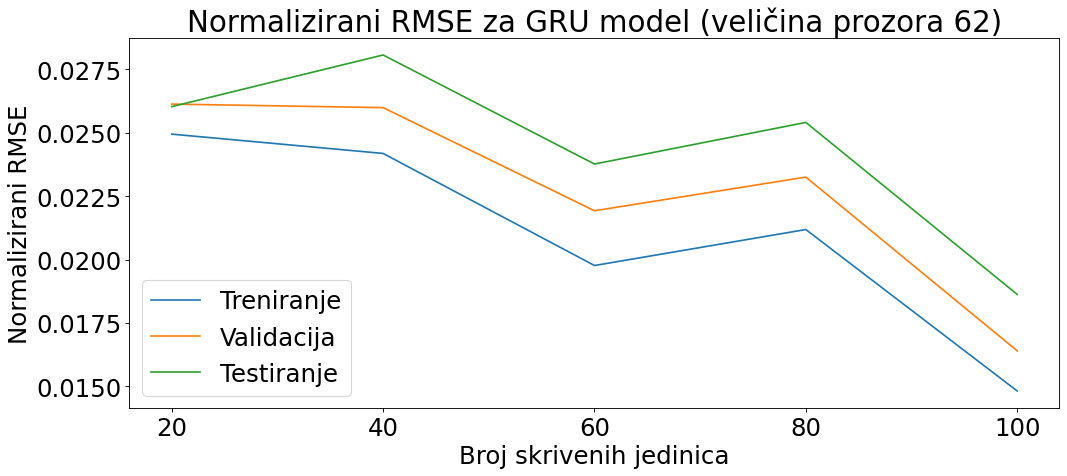 Normalizirani RMSE za GRU model (veličina prozora 62)
Normalizirani RMSE
0.0275
0.0250
0.0225
0.0200
0.0175
0.0150
Treniranje
Validacija
Testiranje
20 40 60 80 100
Broj skrivenih jedinica